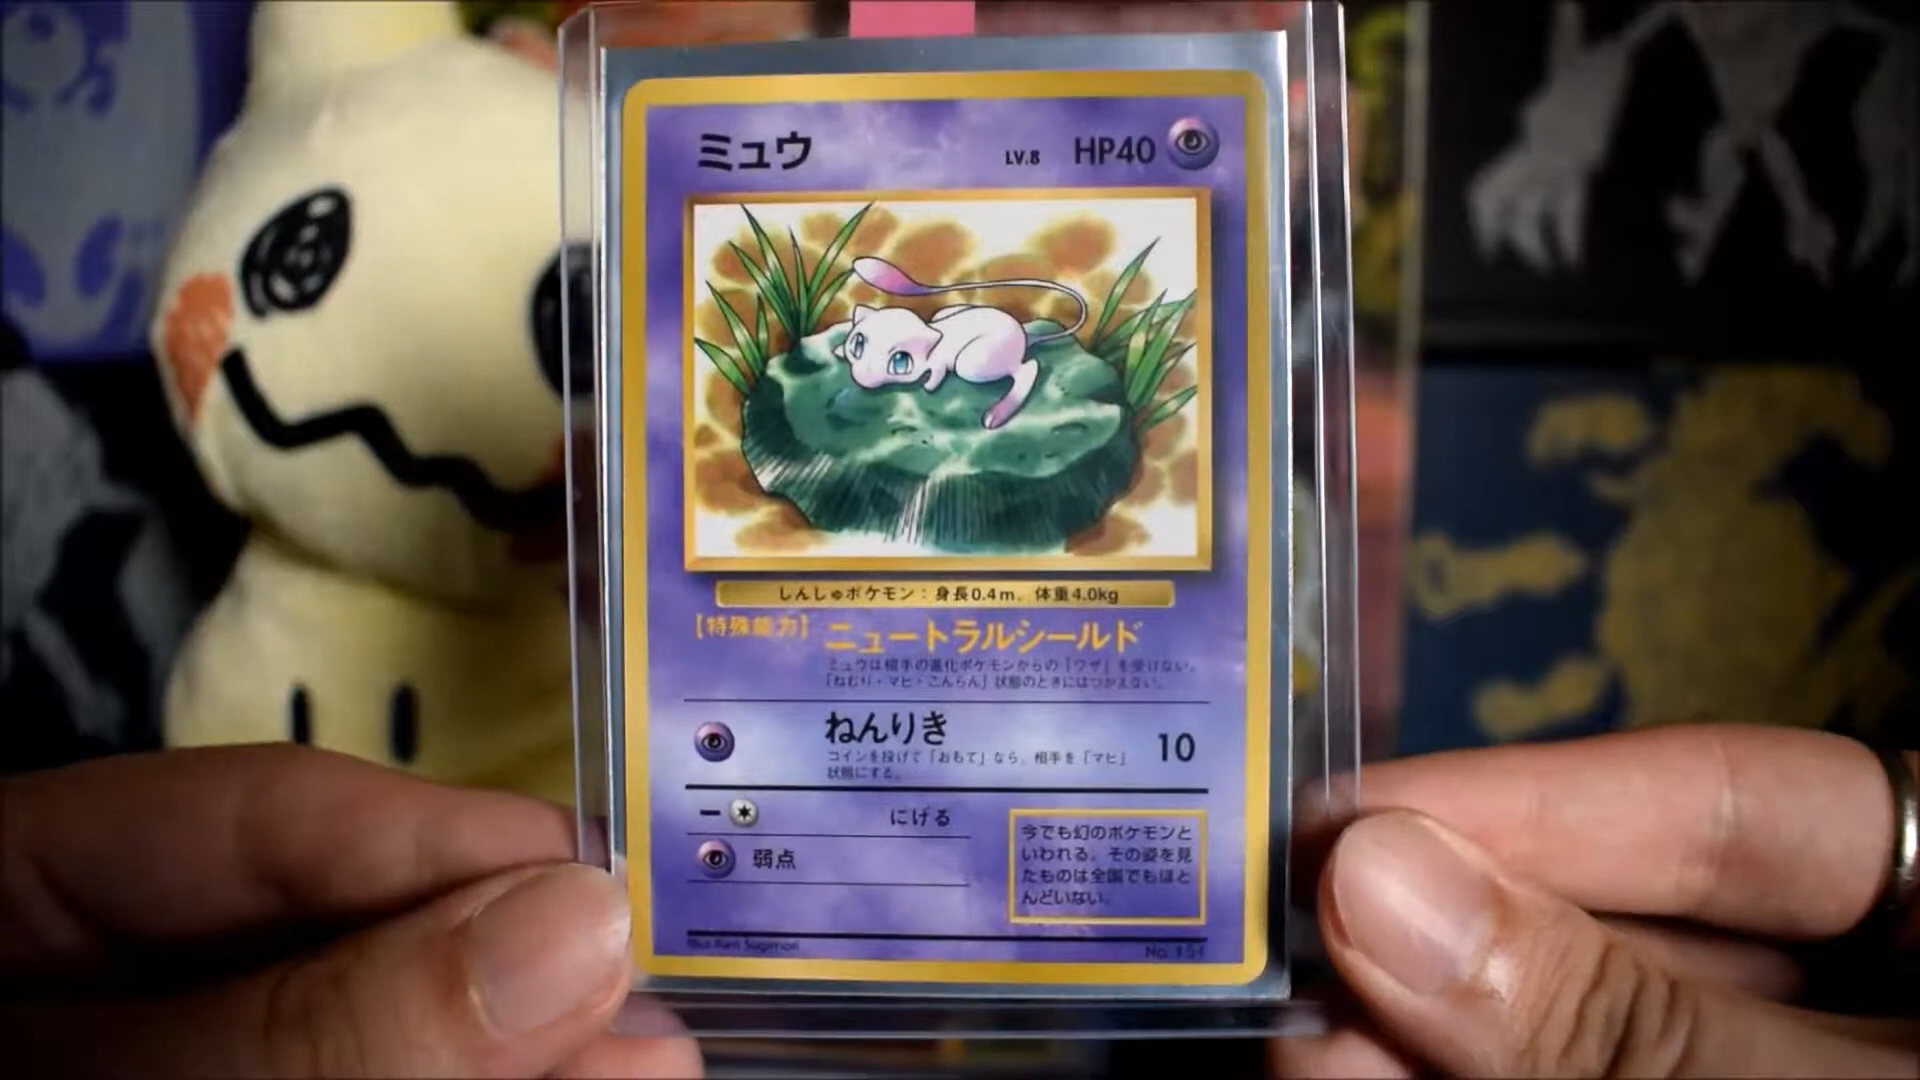 ミュウ LV.8 HP40
しんしゅポケモン：身長0.4m. 体重4.0kg
【特殊能力】 ニュートラルシールド
ミュウは相手の進化ポケモンからの「ワザ」を受けない。
「ねむり・マヒ・こんらん」状態のときにはつかえない。
ねんりき 10
コインを投げて「おもて」なら、相手を「マヒ」
状態にする。
ー にげる
弱点
今でも幻のポケモンと
いわれる。その姿を見
たものは全国でもほと
んどいない。
Illus. Ken Sugimori No. 151